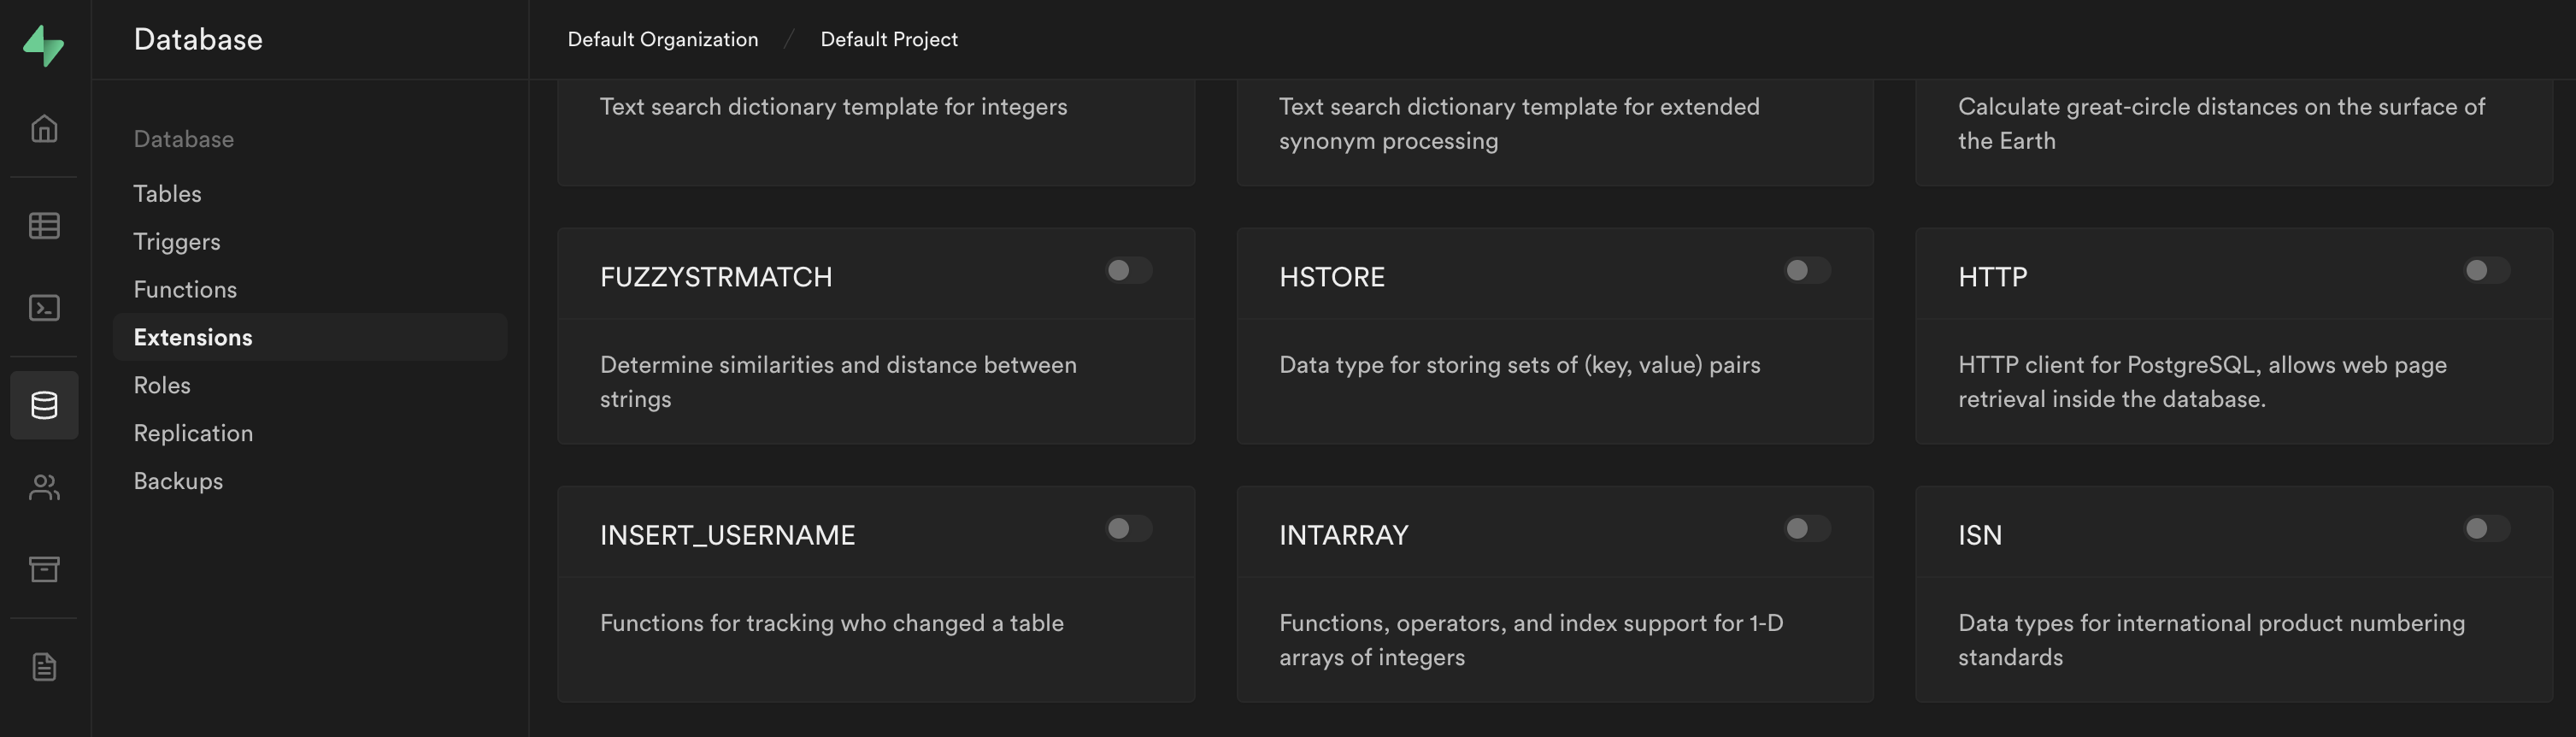 Database
Default Organization / Default Project
Database
Tables
Triggers
Functions
Extensions
Roles
Replication
Backups
Text search dictionary template for integers
Text search dictionary template for extended
synonym processing
Calculate great-circle distances on the surface of
the Earth
FUZZYSTRMATCH
Determine similarities and distance between
strings
HSTORE
Data type for storing sets of (key, value) pairs
HTTP
HTTP client for PostgreSQL, allows web page
retrieval inside the database.
INSERT_USERNAME
Functions for tracking who changed a table
INTARRAY
Functions, operators, and index support for 1-D
arrays of integers
ISN
Data types for international product numbering
standards